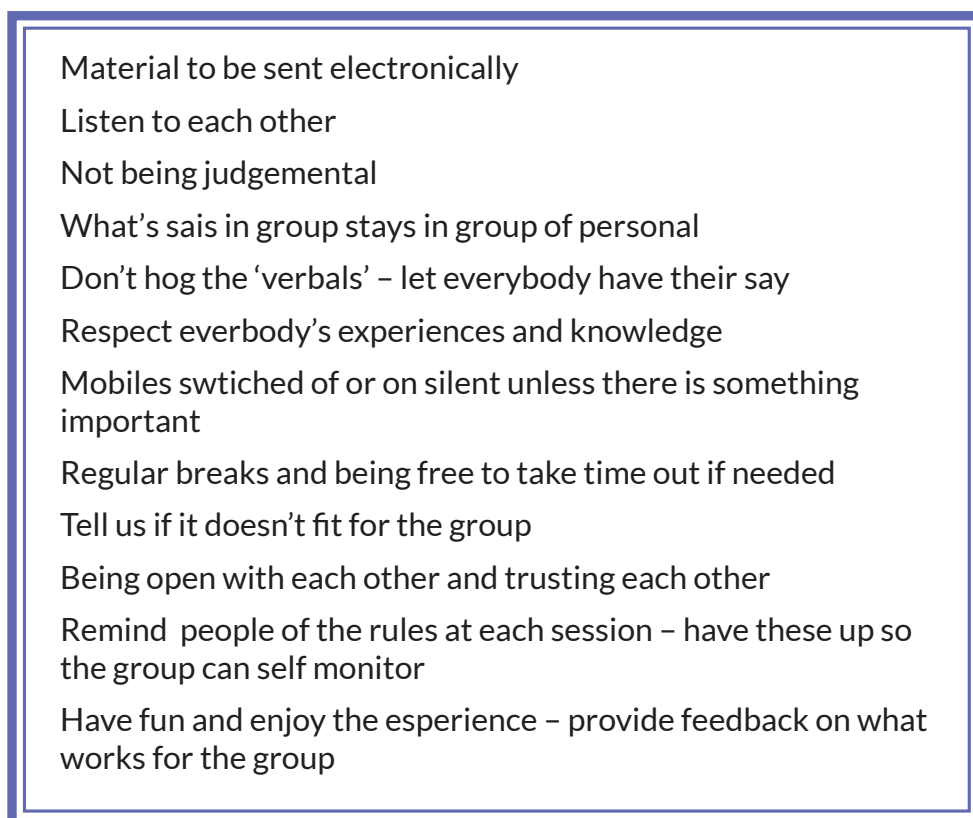 Material to be sent electronically
Listen to each other
Not being judgemental
What’s sais in group stays in group of personal
Don’t hog the ‘verbals’ – let everybody have their say
Respect everbody’s experiences and knowledge
Mobiles swtiched of or on silent unless there is something
important
Regular breaks and being free to take time out if needed
Tell us if it doesn’t fit for the group
Being open with each other and trusting each other
Remind  people of the rules at each session – have these up so
the group can self monitor
Have fun and enjoy the esperience – provide feedback on what
works for the group